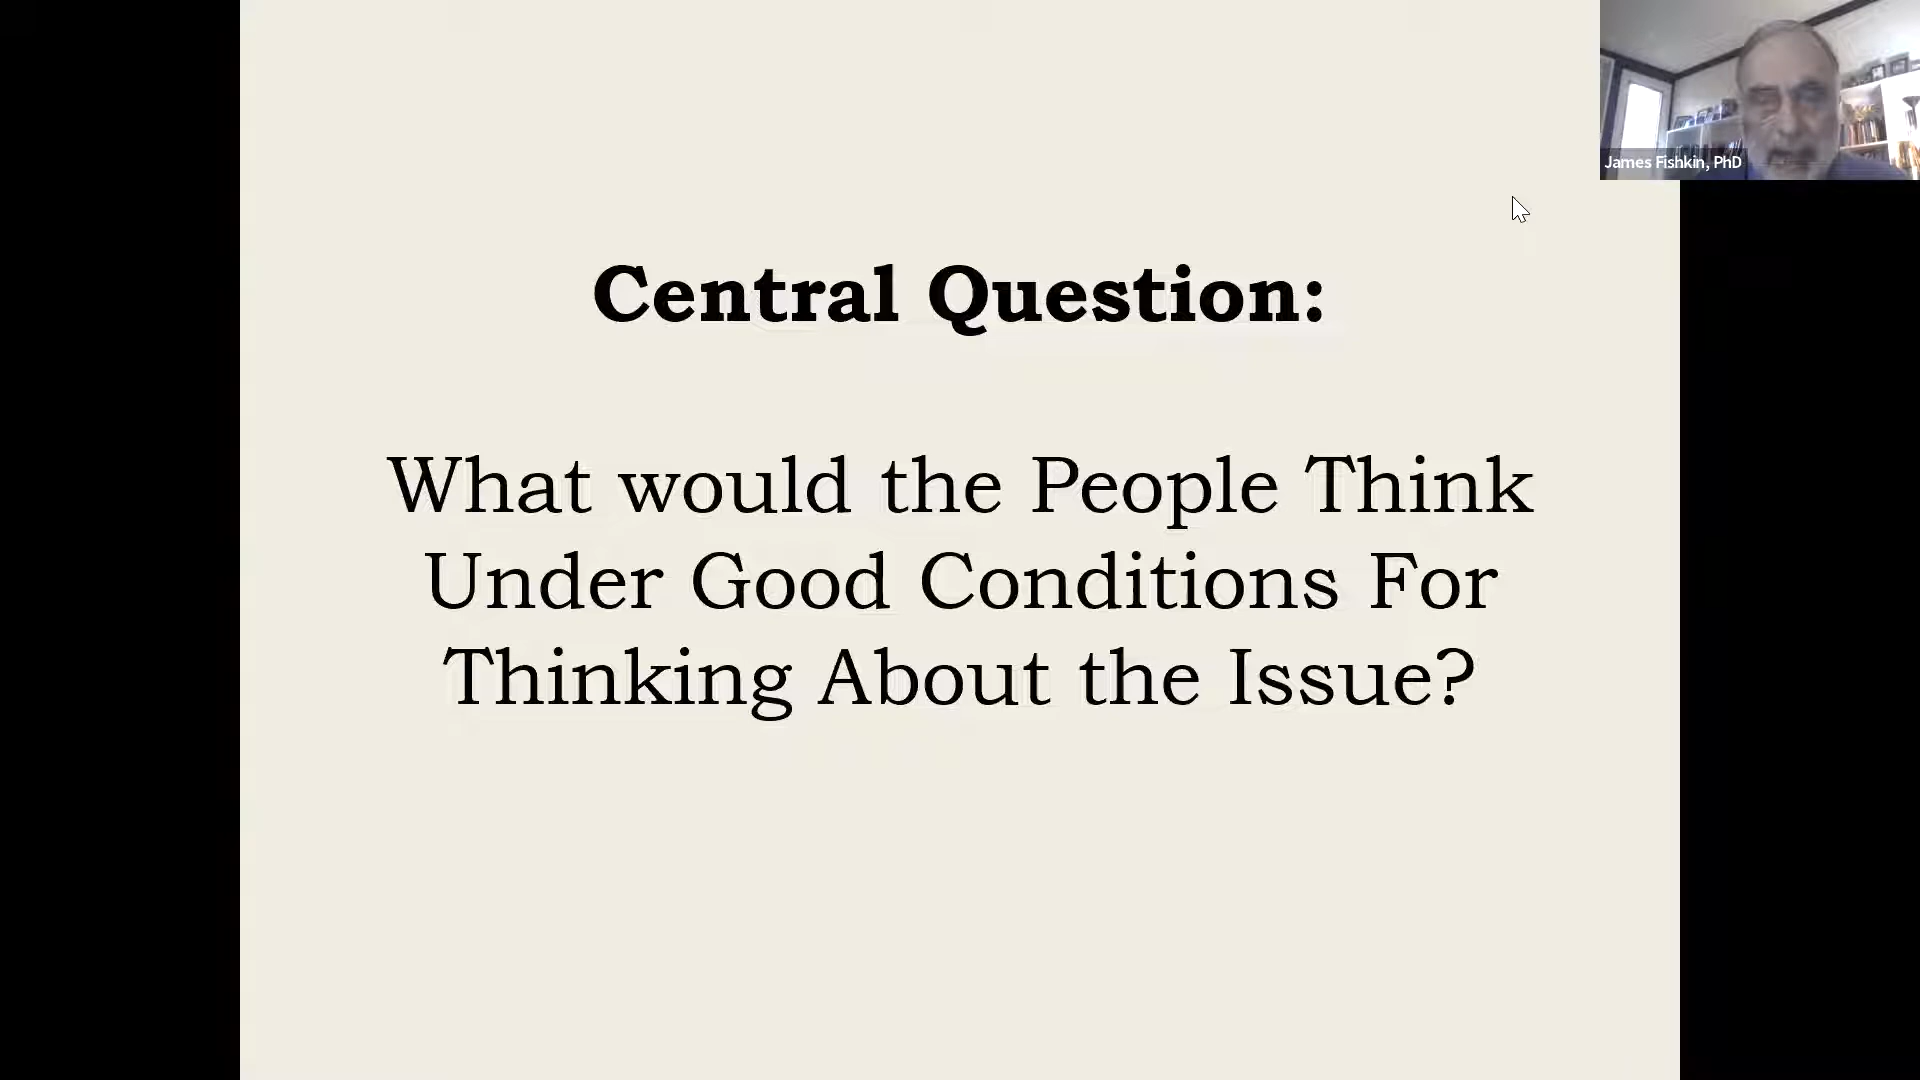 James Fishkin, PhD
Central Question:
What would the People Think
Under Good Conditions For
Thinking About the Issue?